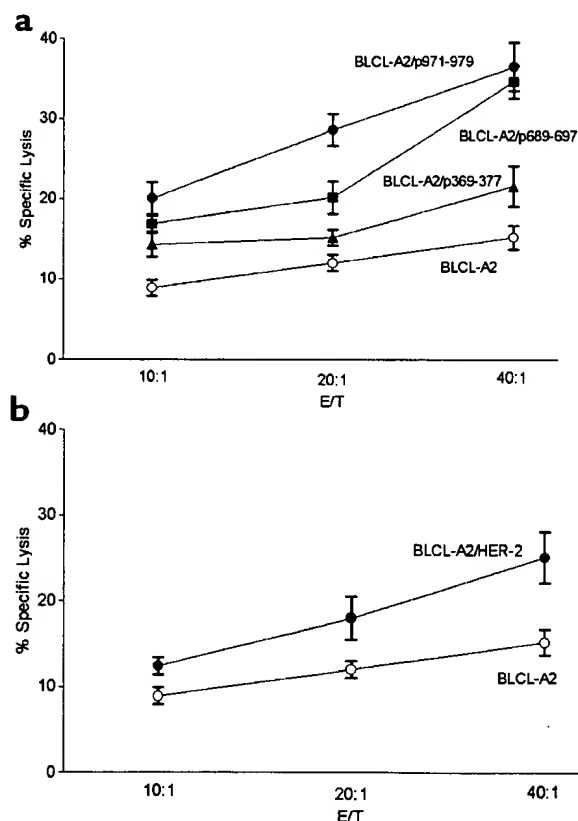 a
40
30
20
10
0
% Specific Lysis
BLCL-A2/p971-979
BLCL-A2/p689-697
BLCL-A2/p369-377
BLCL-A2
10:1
20:1
40:1
E/T
b
40
30
20
10
0
% Specific Lysis
BLCL-A2/HER-2
BLCL-A2
10:1
20:1
40:1
E/T